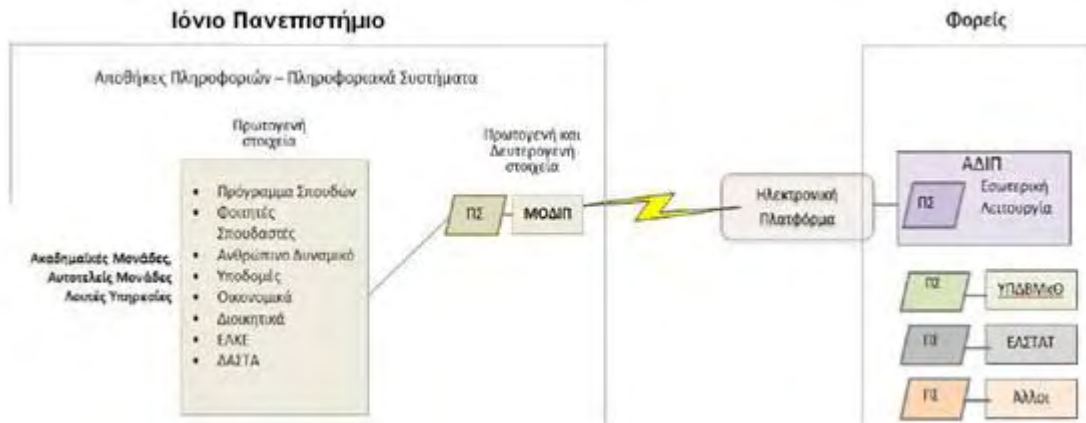 Ιόνιο Πανεπιστήμιο
Φορείς
Αποθήκες Πληροφοριών – Πληροφοριακά Συστήματα
Πρωτογενή
στοιχεία
Πρωτογενή και
Δευτερογενή
στοιχεία
Ακαδημαϊκές Μονάδες,
Αυτοτελείς Μονάδες
Λοιπές Υπηρεσίες
• Πρόγραμμα Σπουδών
• Φοιτητές
Σπουδαστές
• Ανθρώπινο Δυναμικό
• Υποδομές
• Οικονομικά
• Διοικητικά
• ΕΛΚΕ
• ΔΑΣΤΑ
ΠΣ
ΜΟΔΙΠ
Ηλεκτρονική
Πλατφόρμα
ΑΔΙΠ
ΠΣ
Εσωτερική
Λειτουργία
ΠΣ
ΥΠΔΒΜκΘ
ΠΣ
ΕΛΣΤΑΤ
ΠΣ
Άλλοι